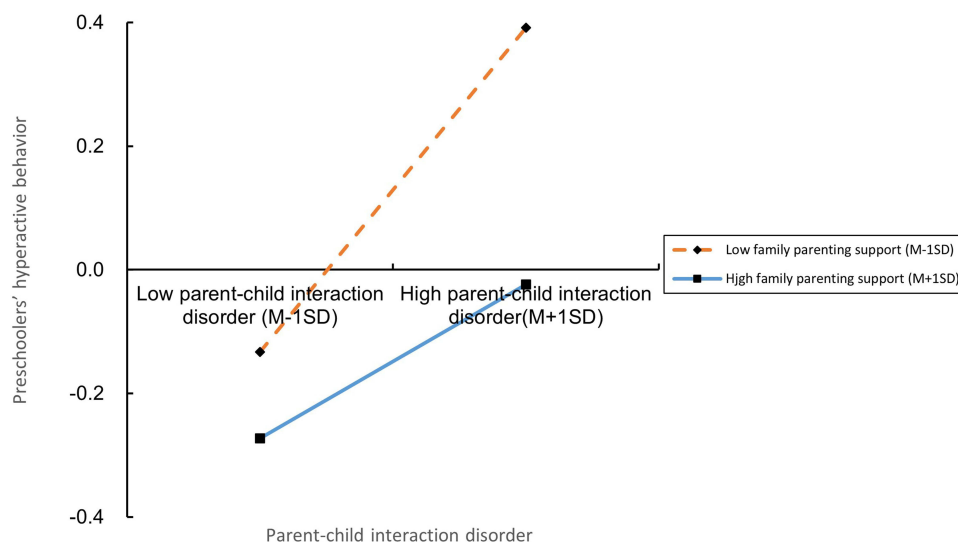 0.4
0.2
0.0
-0.2
-0.4
Preschoolers' hyperactive behavior
Low parent-child interaction
disorder (M-1SD)
High parent-child interaction
disorder(M+1SD)
Low family parenting support (M-1SD)
High family parenting support (M+1SD)
Parent-child interaction disorder